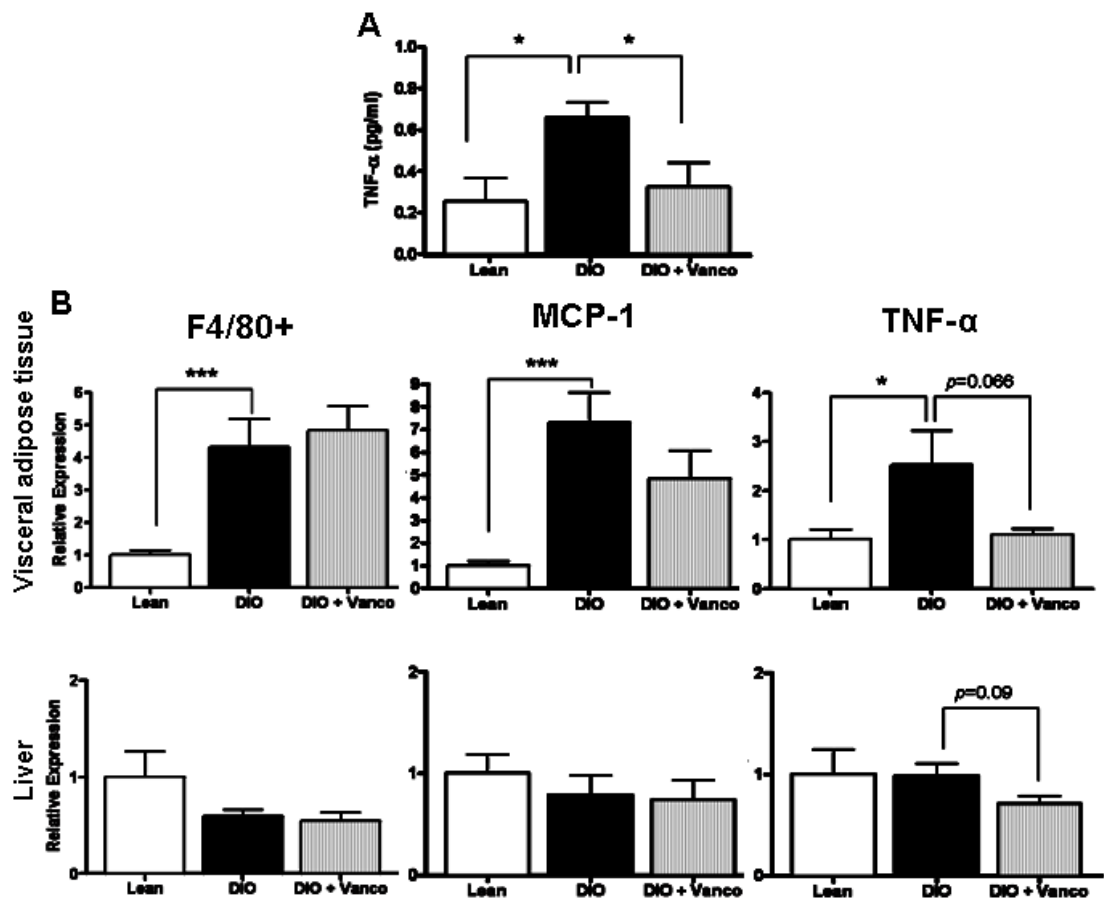 A
* *
TNF-α (pg/ml)
1.0
0.8
0.6
0.4
0.2
0.0
Lean DIO DIO + Vanco
B
F4/80+ MCP-1 TNF-α
Visceral adipose tissue
Relative Expression
***
6
5
4
3
2
1
0
Lean DIO DIO + Vanco
***
9
8
7
6
5
4
3
2
1
0
Lean DIO DIO + Vanco
* p=0.066
4
3
2
1
0
Lean DIO DIO + Vanco
Liver
Relative Expression
2
1
0
Lean DIO DIO + Vanco
2
1
0
Lean DIO DIO + Vanco
p=0.09
2
1
0
Lean DIO DIO + Vanco